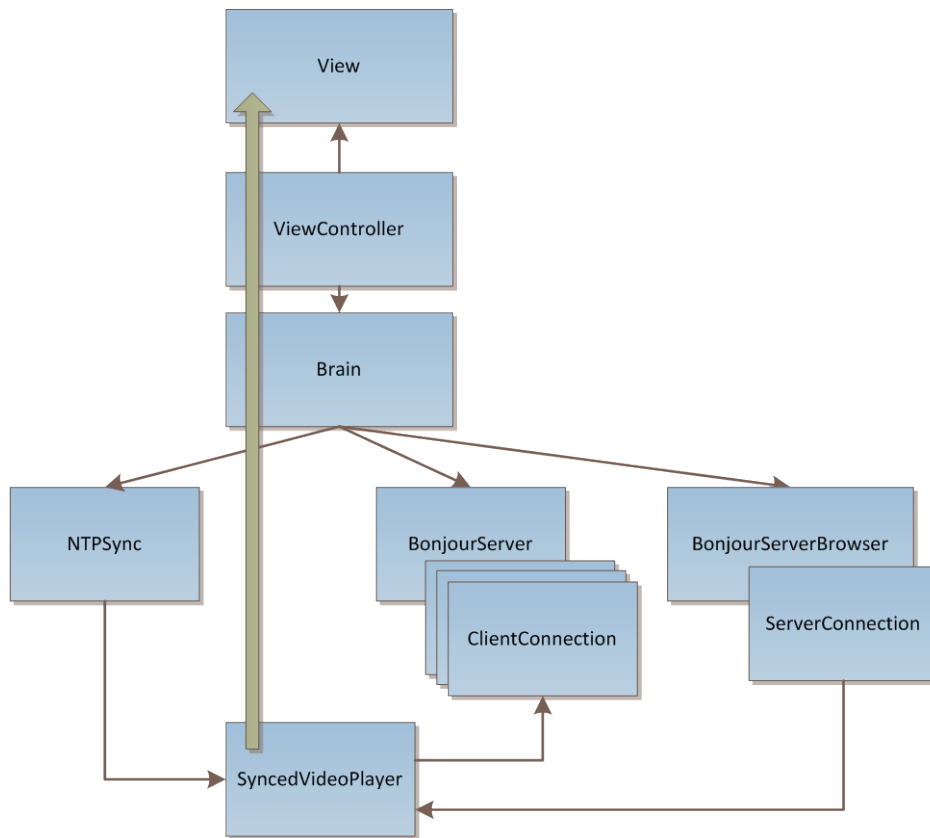 View
ViewController
Brain
NTPSync
BonjourServer
BonjourServerBrowser
ClientConnection
ServerConnection
SyncedVideoPlayer